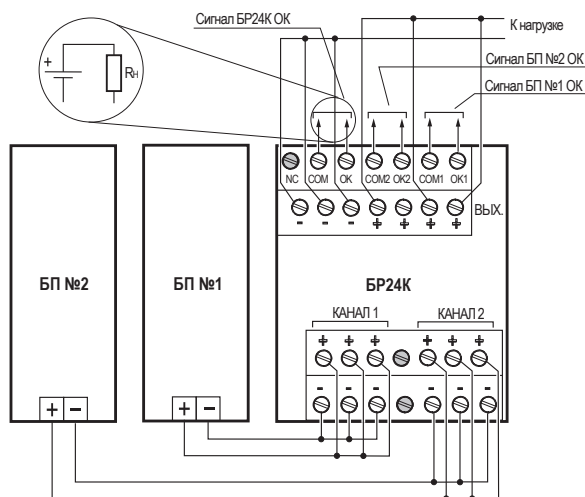 Сигнал БР24К ОК
К нагрузке
Сигнал БП №2 ОК
Сигнал БП №1 ОК
+
Rн
NC COM OK COM2 OK2 COM1 OK1
- - - + + + + ВЫХ.
БП №2
БП №1
БР24К
КАНАЛ 1 КАНАЛ 2
+ + + + + +
- - - - - -
+ -
+ -